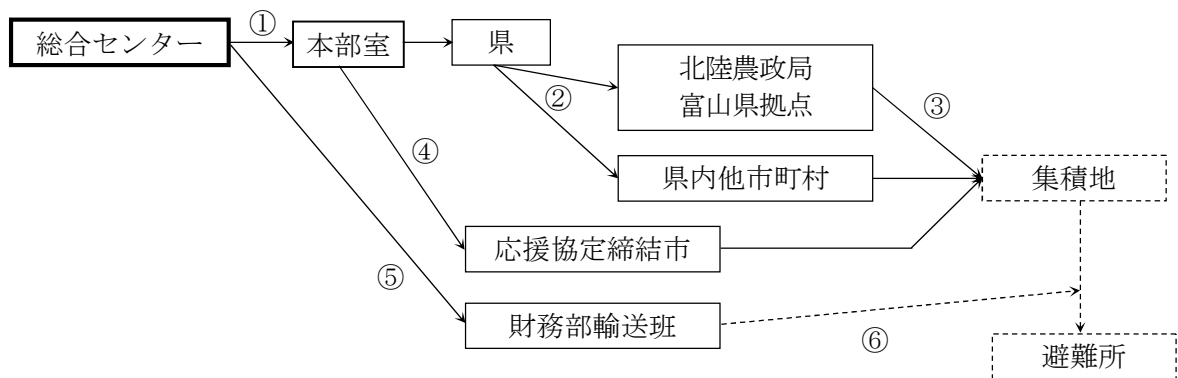 総合センター
①
本部室
県
②
北陸農政局
富山県拠点
③
④
県内他市町村
集積地
応援協定締結市
⑤
財務部輸送班
⑥
避難所